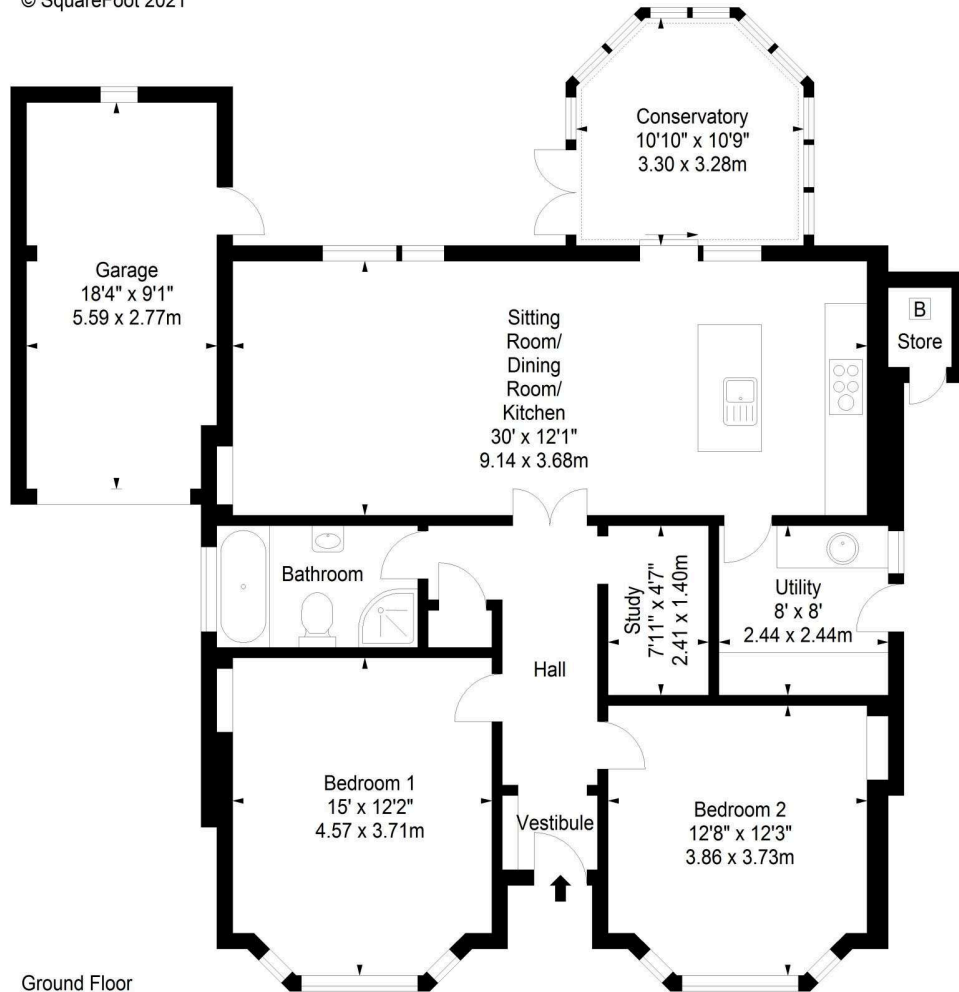 © SquareFoot 2021
Conservatory
10'10" x 10'9"
3.30 x 3.28m
Garage
18'4" x 9'1"
5.59 x 2.77m
Sitting
Room/
Dining
Room/
Kitchen
30' x 12'1"
9.14 x 3.68m
B
Store
Bathroom
Study
7'11" x 4'7"
2.41 x 1.40m
Utility
8' x 8'
2.44 x 2.44m
Hall
Bedroom 1
15' x 12'2"
4.57 x 3.71m
Vestibule
Bedroom 2
12'8" x 12'3"
3.86 x 3.73m
Ground Floor